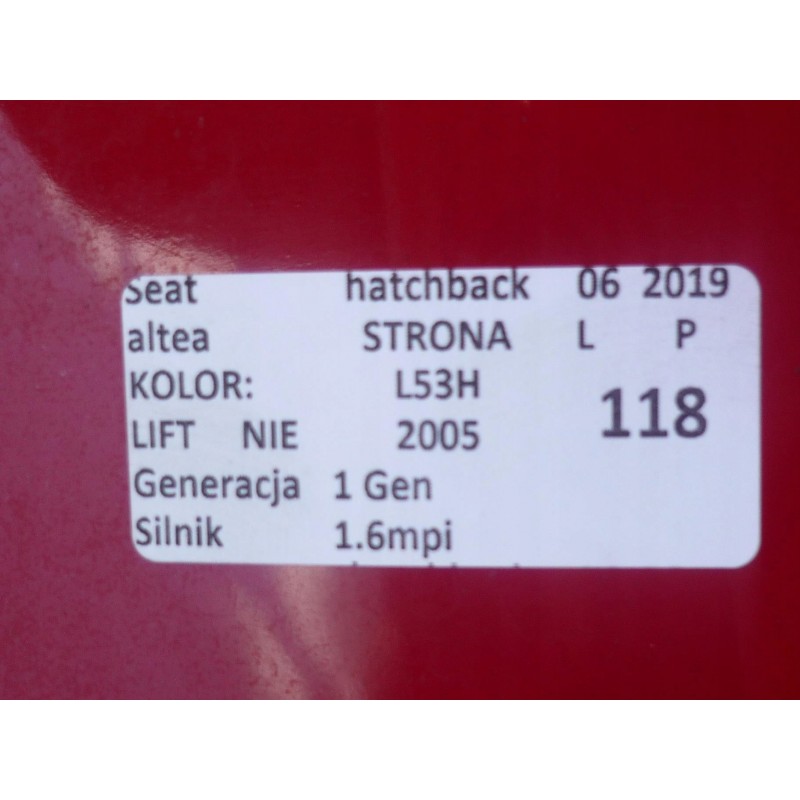 Seat hatchback 06 2019
altea STRONA L P
KOLOR: L53H
118
LIFT NIE 2005
Generacja 1 Gen
Silnik 1.6mpi